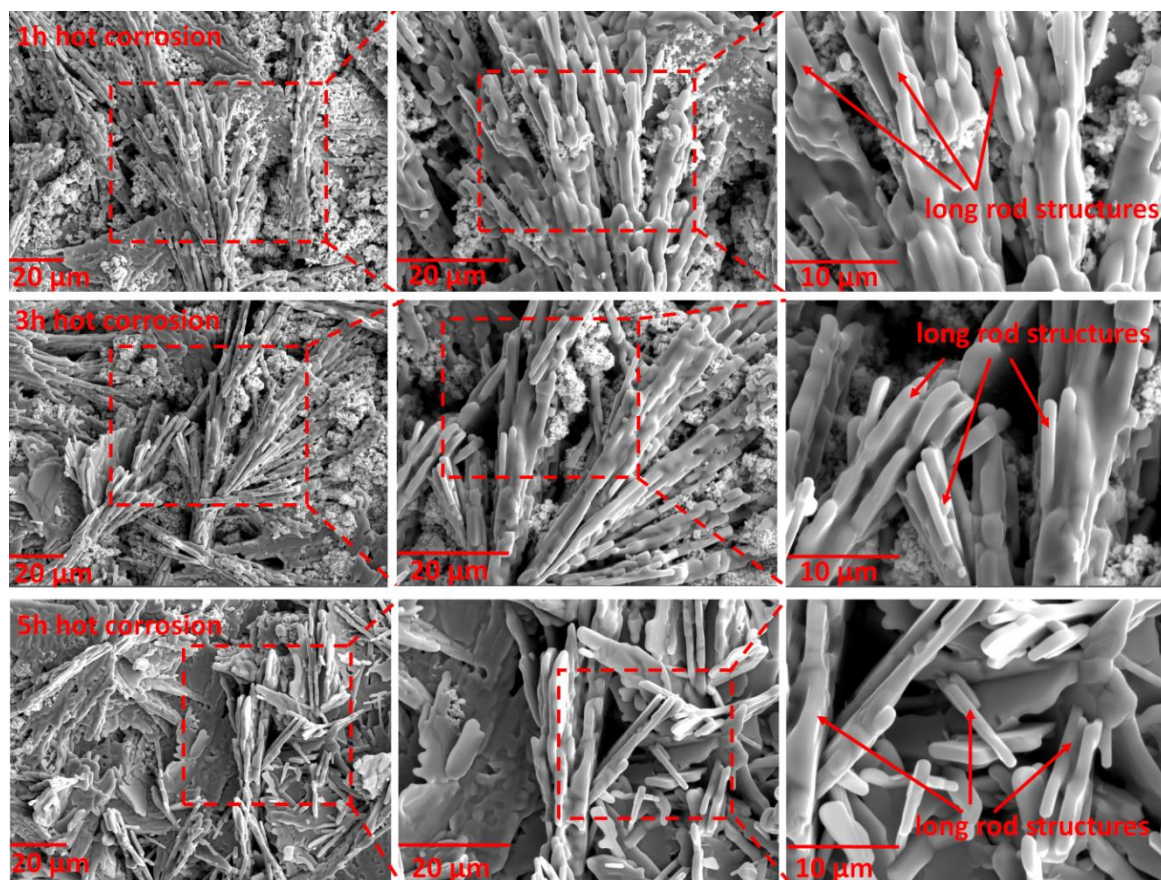 1h hot corrosion
20 µm
20 µm
long rod structures
10 µm
3h hot corrosion
20 µm
20 µm
long rod structures
10 µm
5h hot corrosion
20 µm
20 µm
long rod structures
10 µm